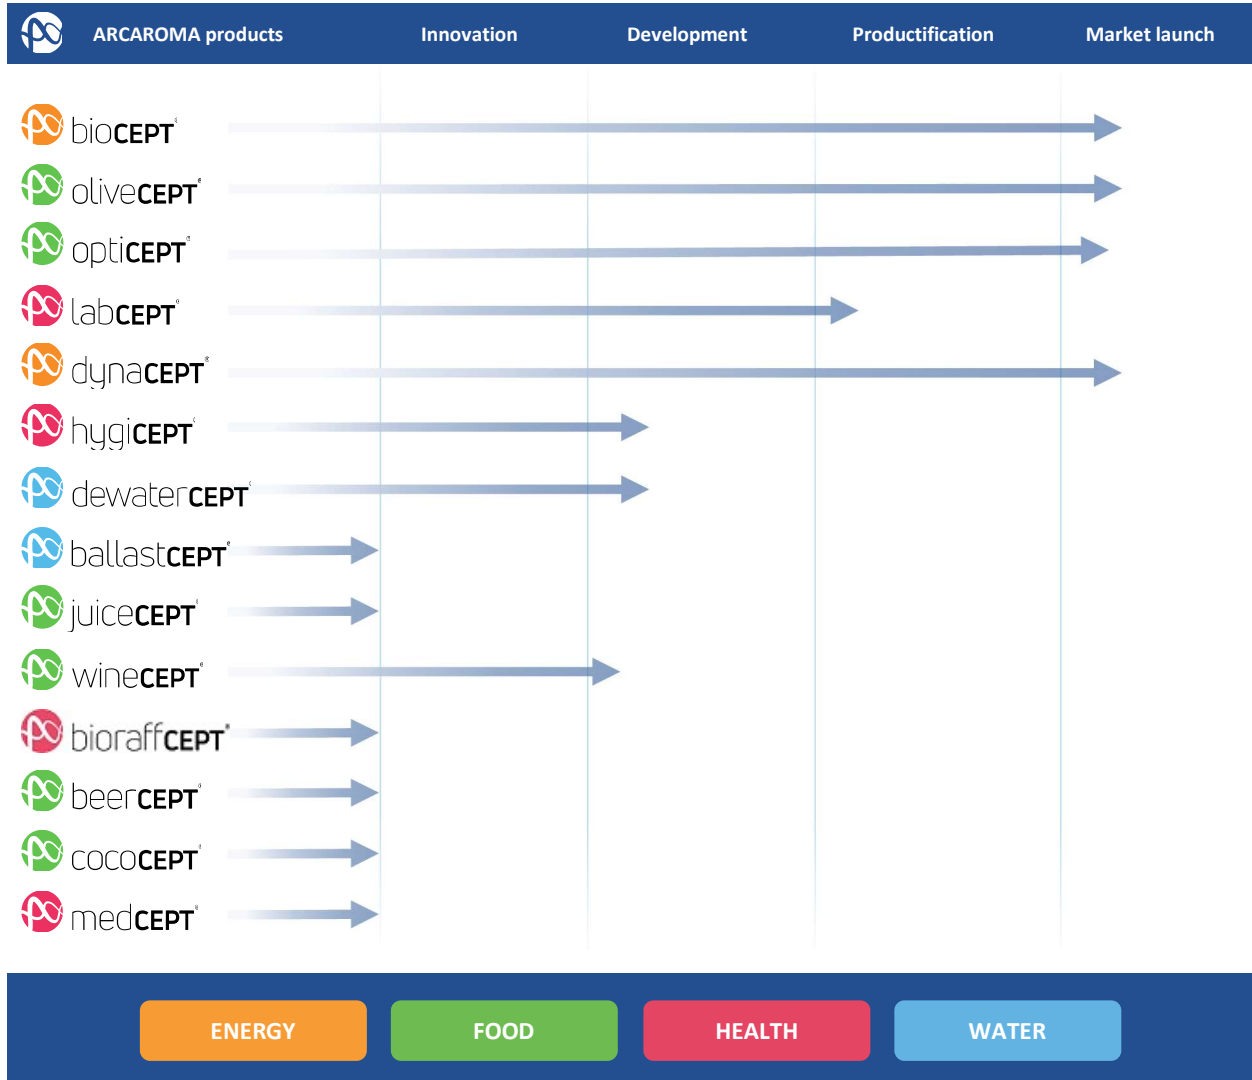 ARCAROMA products Innovation Development Productification Market launch
bioCEPT
oliveCEPT
optiCEPT
labCEPT
dynaCEPT®
hygiCEPT
dewaterCEPT
ballastCEPT
juiceCEPT
wineCEPT
bioraffCEPT
beerCEPT
cocoCEPT
medCEPT
ENERGY FOOD HEALTH WATER